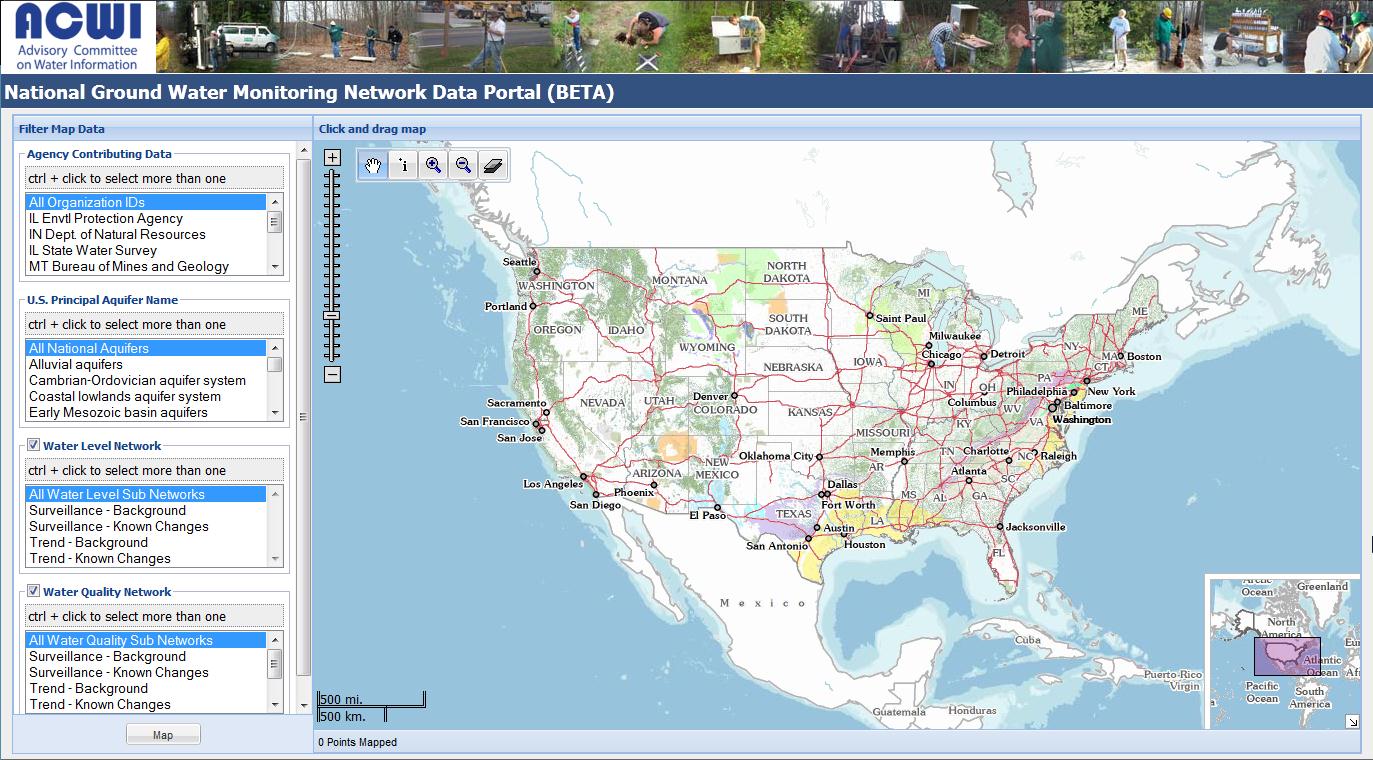 ACWI
Advisory Committee
on Water Information
National Ground Water Monitoring Network Data Portal (BETA)
Filter Map Data
Agency Contributing Data
ctrl + click to select more than one
All Organization IDs
IL Envtl Protection Agency
IN Dept. of Natural Resources
IL State Water Survey
MT Bureau of Mines and Geology
U.S. Principal Aquifer Name
ctrl + click to select more than one
All National Aquifers
Alluvial aquifers
Cambrian-Ordovician aquifer system
Coastal lowlands aquifer system
Early Mesozoic basin aquifers
Water Level Network
ctrl + click to select more than one
All Water Level Sub Networks
Surveillance - Background
Surveillance - Known Changes
Trend - Background
Trend - Known Changes
Water Quality Network
ctrl + click to select more than one
All Water Quality Sub Networks
Surveillance - Background
Surveillance - Known Changes
Trend - Background
Trend - Known Changes
Map
Click and drag map
+
i
−
Seattle
WASHINGTON
MONTANA
NORTH
DAKOTA
MI
Portland
OREGON
IDAHO
SOUTH
DAKOTA
Saint Paul
ME
WYOMING
Milwaukee
NY
MA
Boston
Chicago
Detroit
CT
IOWA
NEBRASKA
IN
OH
PA
Philadelphia
New York
Sacramento
NEVADA
UTAH
Denver
COLORADO
Columbus
Baltimore
San Francisco
KANSAS
WV
VA
Washington
San Jose
MISSOURI
KY
Oklahoma City
Memphis
TN
Charlotte
NC
Raleigh
ARIZONA
NEW
MEXICO
AR
Atlanta
SC
Los Angeles
Phoenix
Dallas
MS
AL
GA
San Diego
El Paso
Fort Worth
TEXAS
LA
Austin
Jacksonville
San Antonio
Houston
FL
Mexico
Cuba
Puerto Rico
Virgin
Guatemala
Honduras
500 mi.
500 km.
Arctic
Ocean
Greenland
North
America
Eur
Atlantic
Ocean
Af
Pacific
Ocean
South
America
a
0 Points Mapped